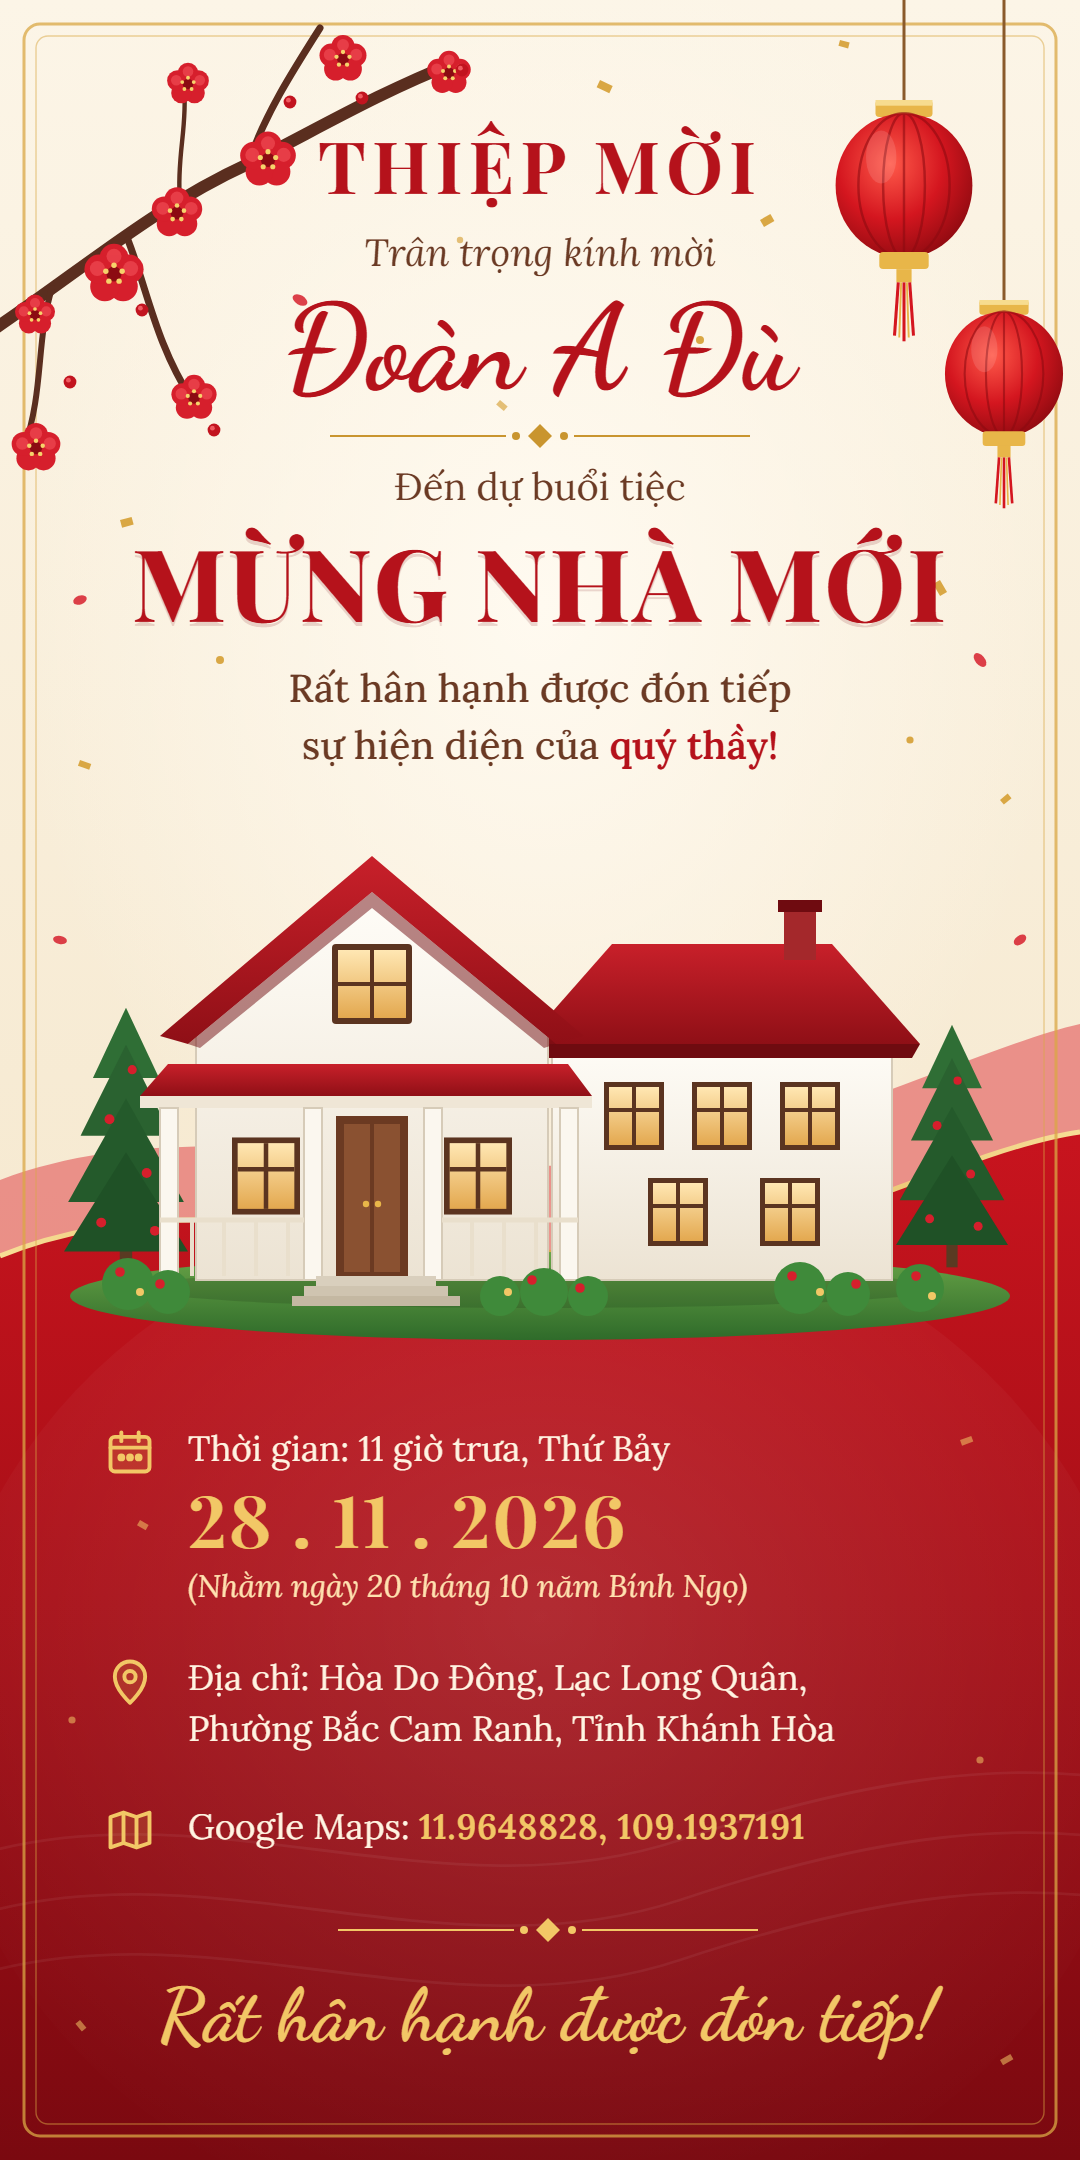 THIỆP MỜI
Trân trọng kính mời
Đoàn A Đù
Đến dự buổi tiệc
MỪNG NHÀ MỚI
Rất hân hạnh được đón tiếp
sự hiện diện của quý thầy!
Thời gian: 11 giờ trưa, Thứ Bảy
28 . 11 . 2026
(Nhằm ngày 20 tháng 10 năm Bính Ngọ)
Địa chỉ: Hòa Do Đông, Lạc Long Quân,
Phường Bắc Cam Ranh, Tỉnh Khánh Hòa
Google Maps: 11.9648828, 109.1937191
Rất hân hạnh được đón tiếp!